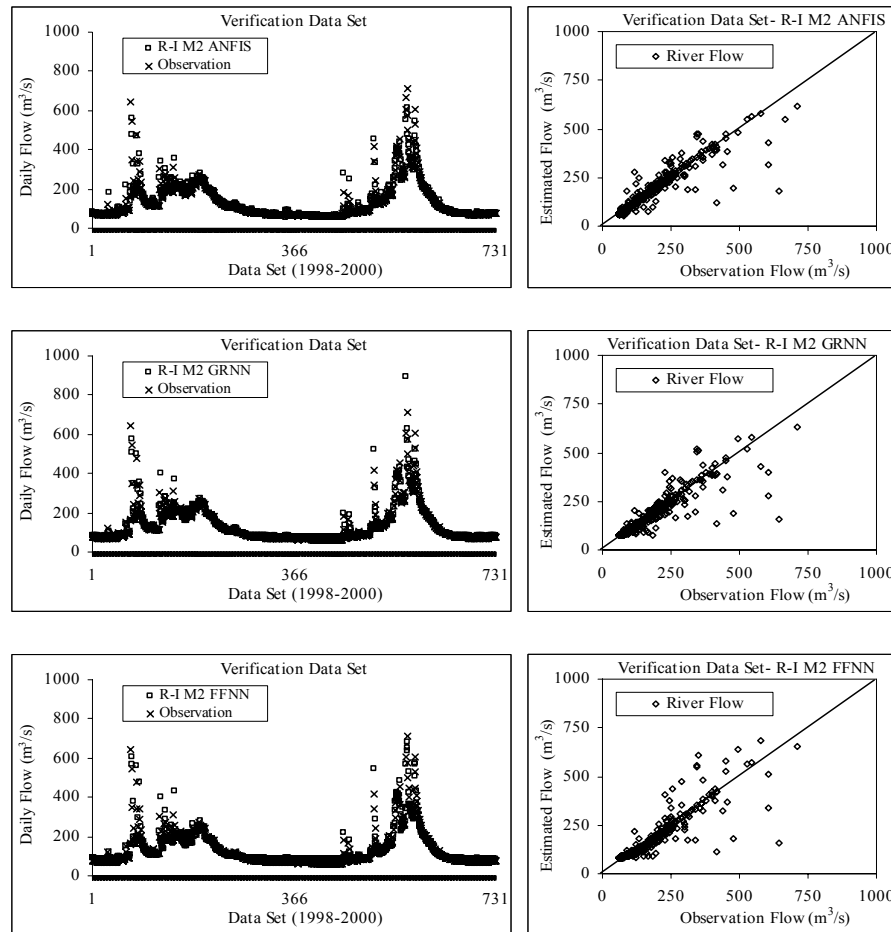 Verification Data Set
R-I M2 ANFIS
Observation
Daily Flow (m³/s)
1000
800
600
400
200
0
1
366
731
Data Set (1998-2000)
Verification Data Set- R-I M2 ANFIS
River Flow
Estimated Flow (m³/s)
1000
750
500
250
0
0
250
500
750
1000
Observation Flow (m³/s)
Verification Data Set
R-I M2 GRNN
Observation
Daily Flow (m³/s)
1000
800
600
400
200
0
1
366
731
Data Set (1998-2000)
Verification Data Set- R-I M2 GRNN
River Flow
Estimated Flow (m³/s)
1000
750
500
250
0
0
250
500
750
1000
Observation Flow (m³/s)
Verification Data Set
R-I M2 FFNN
Observation
Daily Flow (m³/s)
1000
800
600
400
200
0
1
366
731
Data Set (1998-2000)
Verification Data Set- R-I M2 FFNN
River Flow
Estimated Flow (m³/s)
1000
750
500
250
0
0
250
500
750
1000
Observation Flow (m³/s)